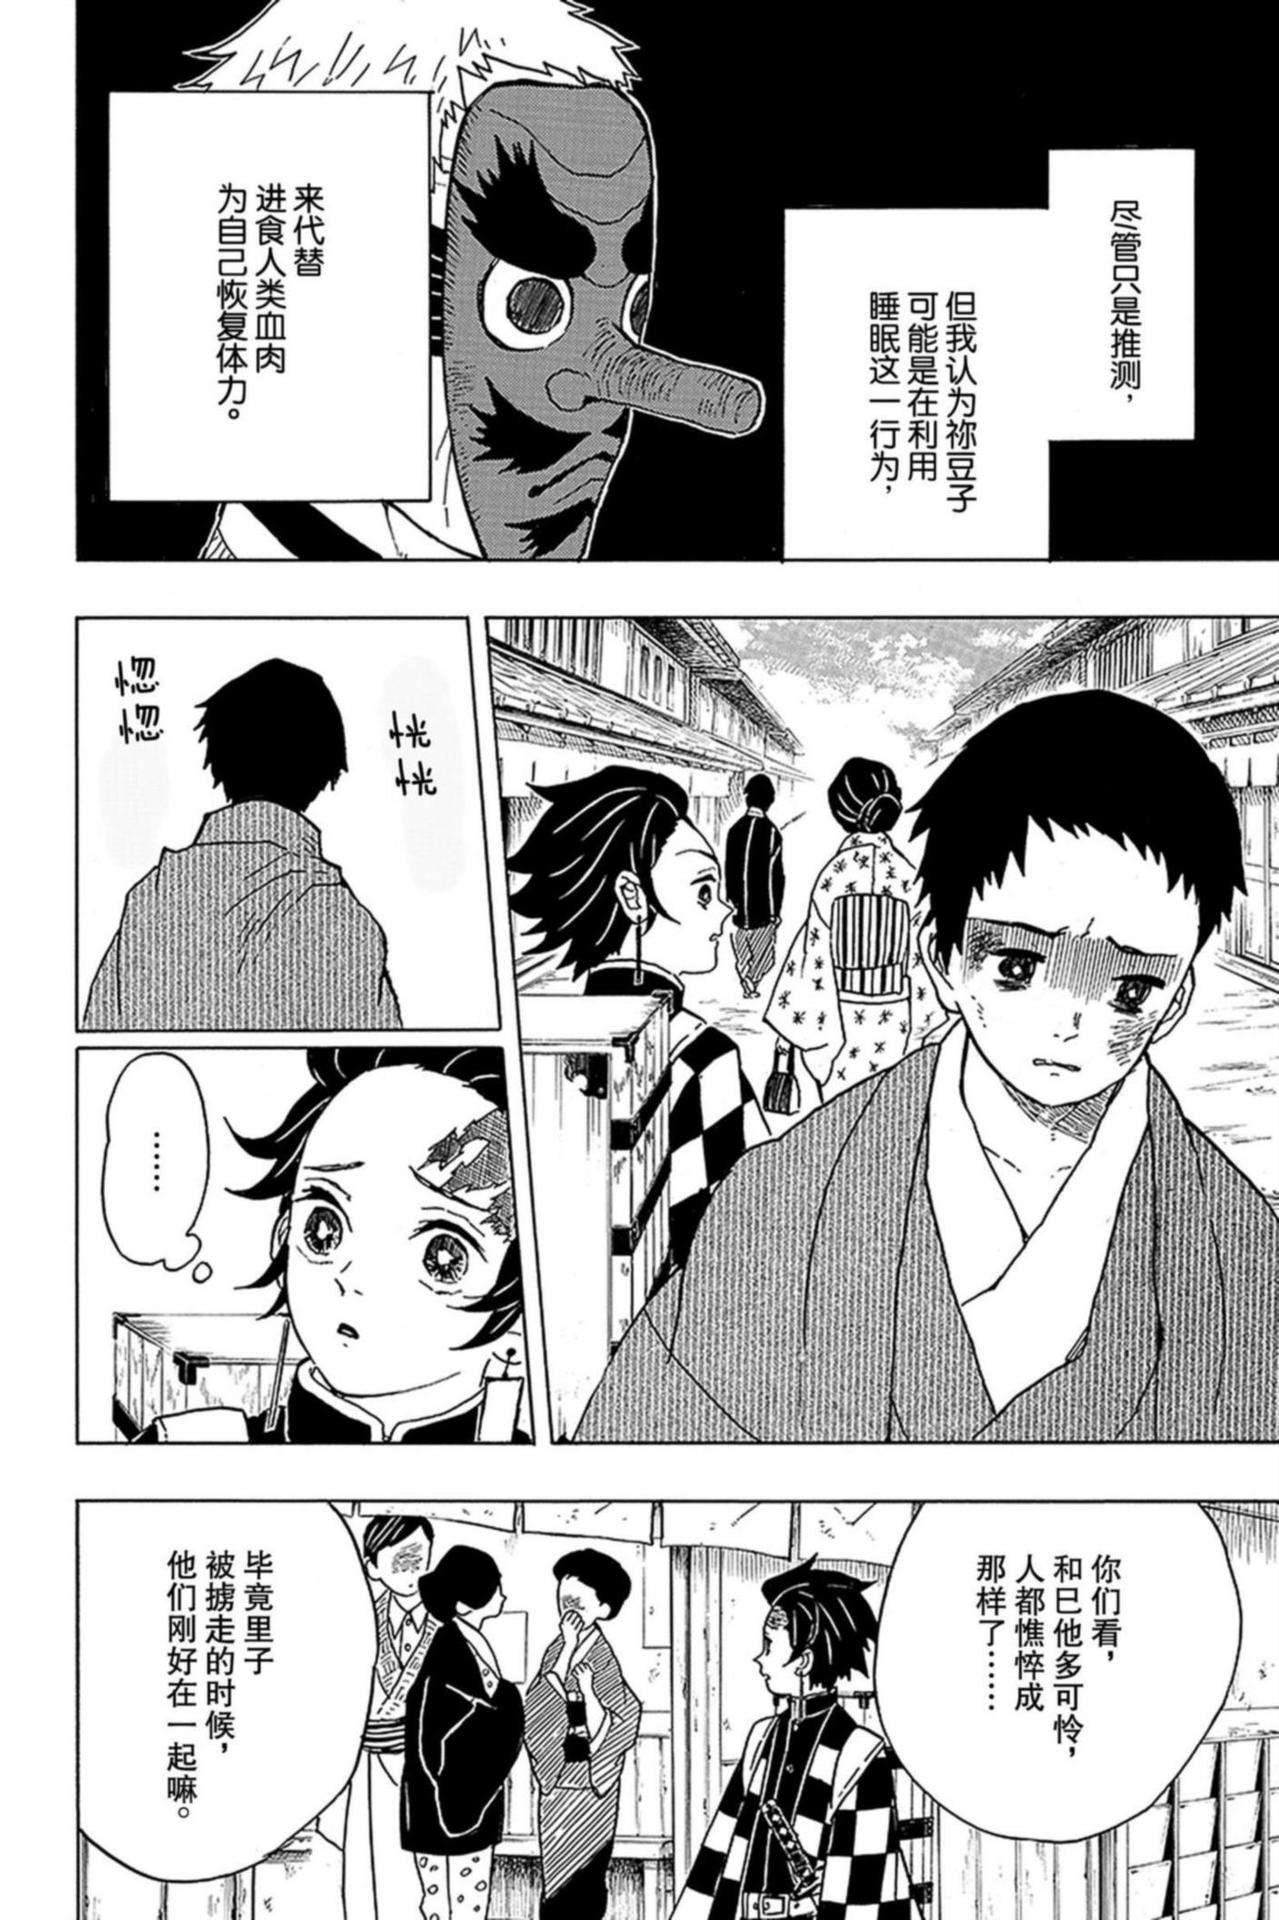 尽管只是推测，
但我认为祢豆子
可能是在利用
睡眠这一行为，
来代替
进食人类血肉
为自己恢复体力。
恍恍
惚惚
……
你们看，
和巳他多可怜，
人都憔悴成
那样了……
毕竟里子
被掳走的时候，
他们刚好在一起嘛。